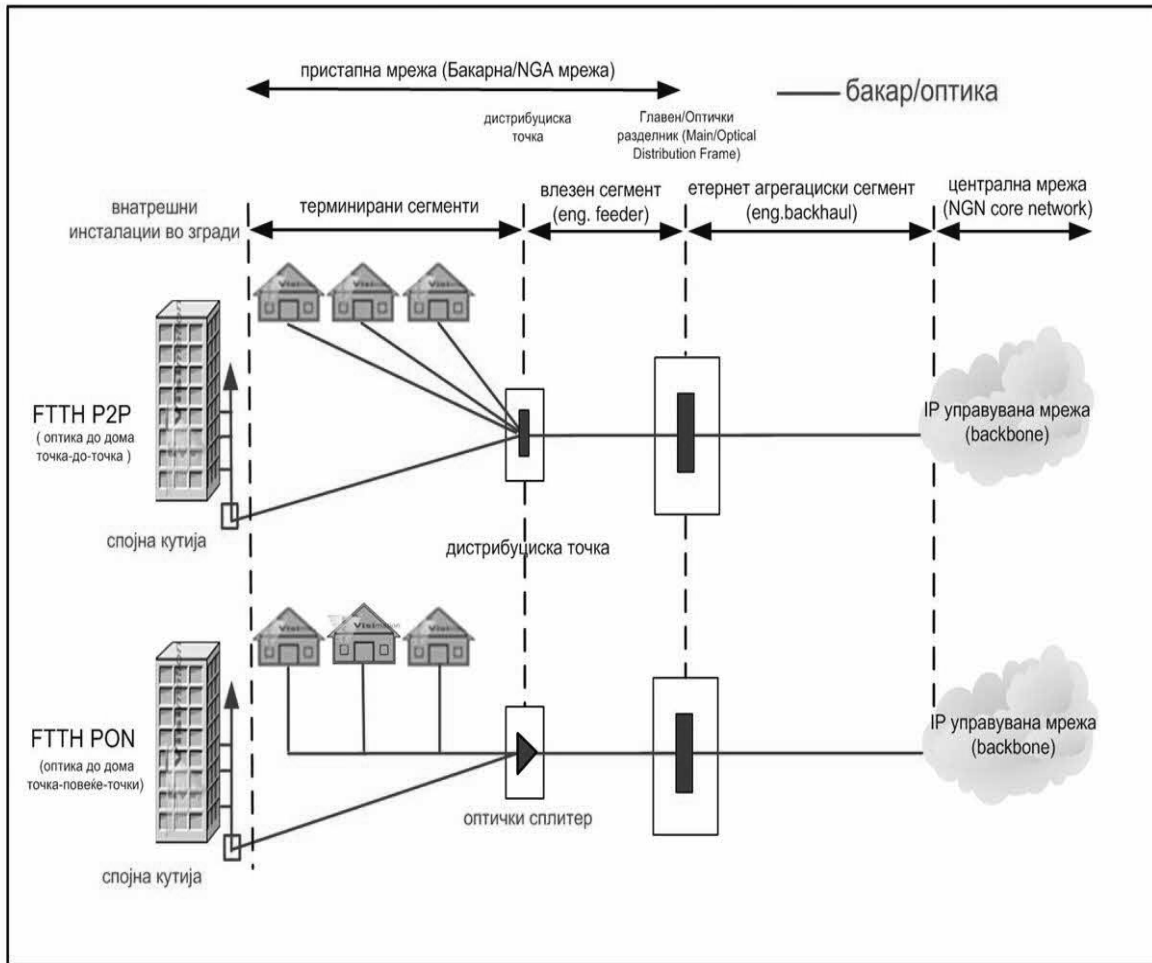 пристапна мрежа (Бакарна/NGA мрежа)
бакар/оптика
дистрибуциска
точка
Главен/Оптички
разделник (Main/Optical
Distribution Frame)
внатрешни
инсталации во згради
терминирани сегменти
влезен сегмент
(eng. feeder)
етернет агрегациски сегмент
(eng.backhaul)
централна мрежа
(NGN core network)
FTTH P2P
( оптика до дома
точка-до-точка )
спојна кутија
IP управувана мрежа
(backbone)
дистрибуциска точка
FTTH PON
(оптика до дома
точка-повеќе-точки)
спојна кутија
оптички сплитер
IP управувана мрежа
(backbone)